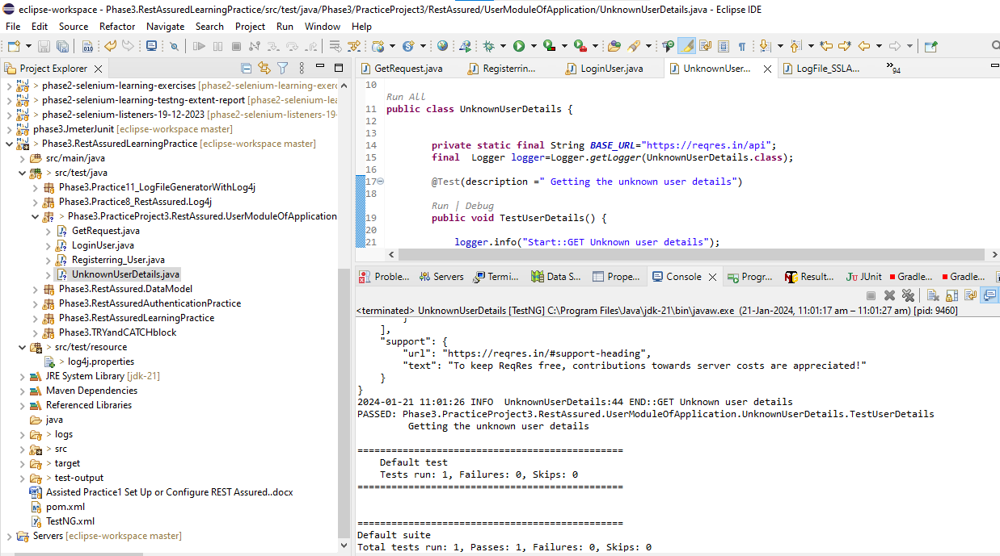 eclipse-workspace - Phase3.RestAssuredLearningPractice/src/test/java/Phase3/PracticeProject3/RestAssured/UserModuleOfApplication/UnknownUserDetails.java - Eclipse IDE
File Edit Source Refactor Navigate Search Project Run Window Help
Project Explorer
phase2-selenium-learning-exercises [phase2-selenium-learning-exerc
> phase2-selenium-learning-testng-extent-report [phase2-selenium-lea
> phase2-selenium-listeners-19-12-2023 [phase2-selenium-listeners-19-
phase3.JmeterJunit [eclipse-workspace master]
> Phase3.RestAssuredLearningPractice [eclipse-workspace master]
src/main/java
> src/test/java
Phase3.Practice11_LogFileGeneratorWithLog4j
Phase3.Practice8_RestAssured.Log4j
> Phase3.PracticeProject3.RestAssured.UserModuleOfApplication
GetRequest.java
LoginUser.java
Registerring_User.java
UnknownUserDetails.java
Phase3.RestAssured.DataModel
Phase3.RestAssuredAuthenticationPractice
Phase3.RestAssuredLearningPractice
Phase3.TRYandCATCHblock
> src/test/resource
> log4j.properties
JRE System Library [jdk-21]
Maven Dependencies
Referenced Libraries
java
> logs
> src
> target
> test-output
Assisted Practice1 Set Up or Configure REST Assured..docx
pom.xml
TestNG.xml
Servers [eclipse-workspace master]
GetRequest.java Registerrin... LoginUser.java UnknownUser... LogFile_SSLA... »94
10
Run All
11 public class UnknownUserDetails {
12
13
14 private static final String BASE_URL="https://reqres.in/api";
15 final Logger logger=Logger.getLogger(UnknownUserDetails.class);
16
17 @Test(description =" Getting the unknown user details")
18
Run | Debug
19 public void TestUserDetails() {
20
21 logger.info("Start::GET Unknown user details");
Proble... Servers Termi... Data S... Prope... Console Progr... Result... JUnit Gradle... Gradle...
<terminated> UnknownUserDetails [TestNG] C:\Program Files\Java\jdk-21\bin\javaw.exe (21-Jan-2024, 11:01:17 am – 11:01:27 am) [pid: 9460]
}
],
"support": {
"url": "https://reqres.in/#support-heading",
"text": "To keep ReqRes free, contributions towards server costs are appreciated!"
}
}
2024-01-21 11:01:26 INFO UnknownUserDetails:44 END::GET Unknown user details
PASSED: Phase3.PracticeProject3.RestAssured.UserModuleOfApplication.UnknownUserDetails.TestUserDetails
Getting the unknown user details
===============================================
Default test
Tests run: 1, Failures: 0, Skips: 0
===============================================
===============================================
Default suite
Total tests run: 1, Passes: 1, Failures: 0, Skips: 0